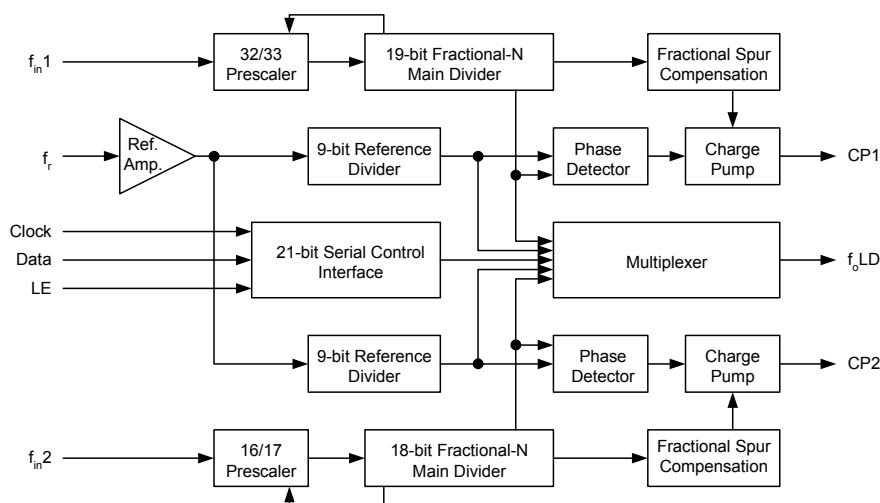 f_in1
32/33
Prescaler
19-bit Fractional-N
Main Divider
Fractional Spur
Compensation
f_r
Ref.
Amp.
9-bit Reference
Divider
Phase
Detector
Charge
Pump
CP1
Clock
Data
LE
21-bit Serial Control
Interface
Multiplexer
f_oLD
9-bit Reference
Divider
Phase
Detector
Charge
Pump
CP2
f_in2
16/17
Prescaler
18-bit Fractional-N
Main Divider
Fractional Spur
Compensation